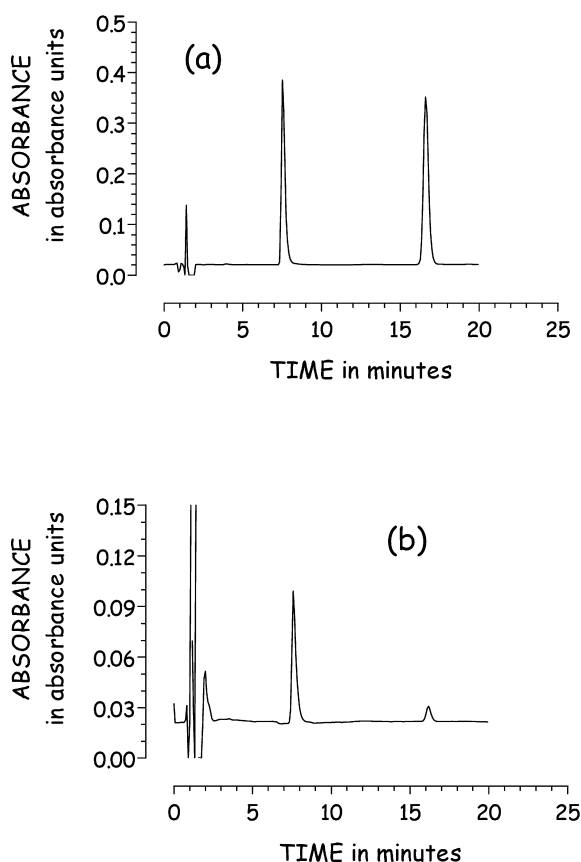 0.5
(a)
0.4
0.3
0.2
0.1
0.0
ABSORBANCE
in absorbance units
0 5 10 15 20 25
TIME in minutes
0.15
(b)
0.12
0.09
0.06
0.03
0.00
ABSORBANCE
in absorbance units
0 5 10 15 20 25
TIME in minutes